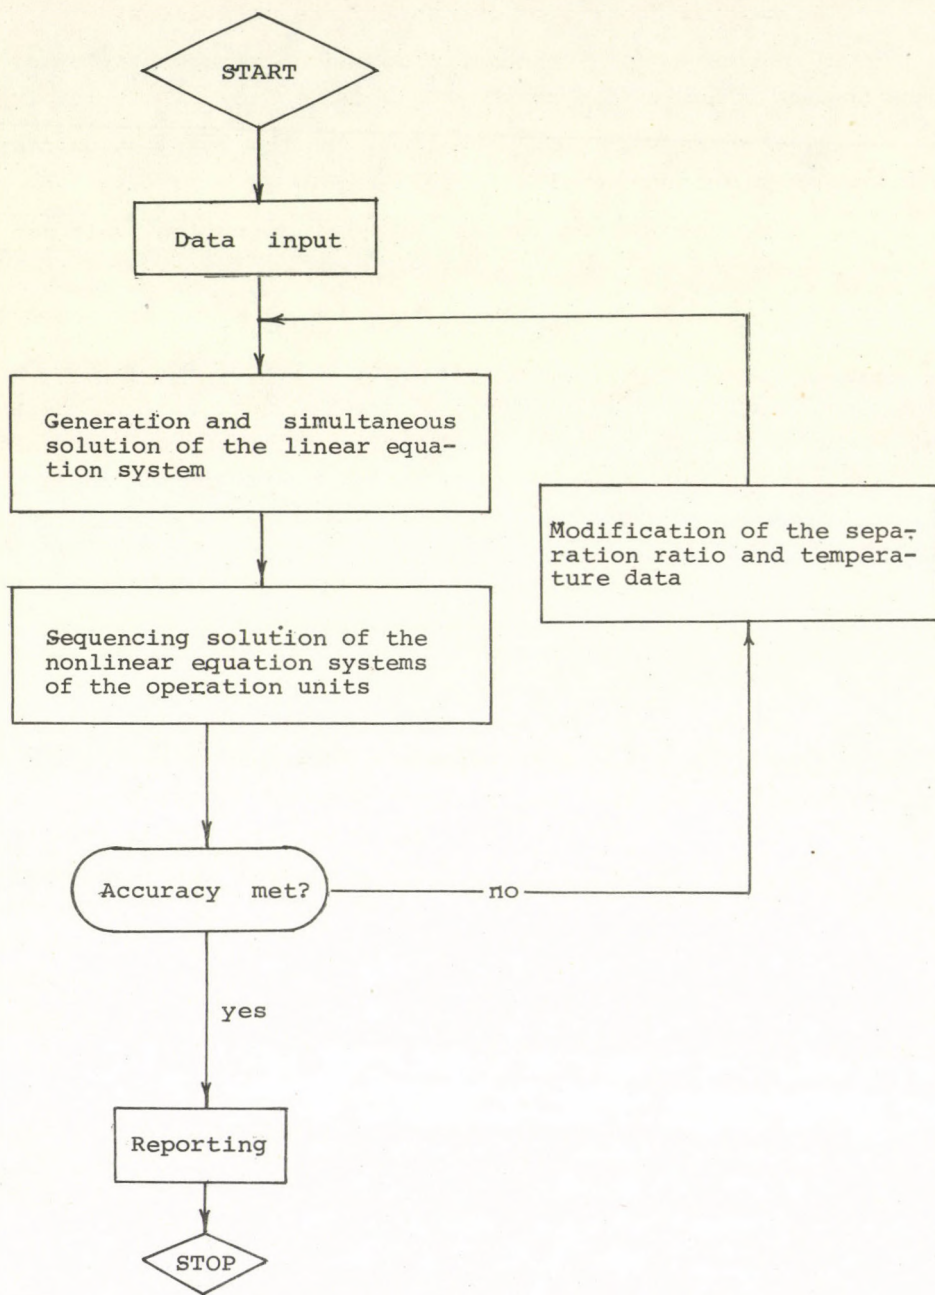 START
Data input
Generation and simultaneous
solution of the linear equa-
tion system
Modification of the sepa-
ration ratio and tempera-
ture data
Sequencing solution of the
nonlinear equation systems
of the operation units
Accuracy met?
no
yes
Reporting
STOP